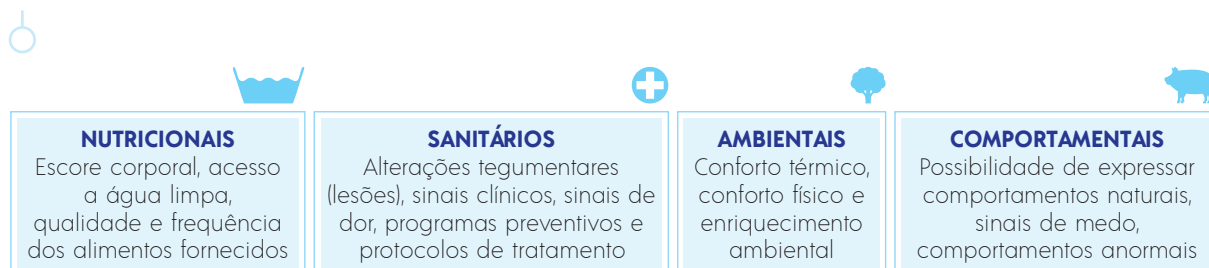 NUTRICIONAIS
Escore corporal, acesso
a água limpa,
qualidade e frequência
dos alimentos fornecidos
SANITÁRIOS
Alterações tegumentares
(lesões), sinais clínicos, sinais de
dor, programas preventivos e
protocolos de tratamento
AMBIENTAIS
Conforto térmico,
conforto físico e
enriquecimento
ambiental
COMPORTAMENTAIS
Possibilidade de expressar
comportamentos naturais,
sinais de medo,
comportamentos anormais